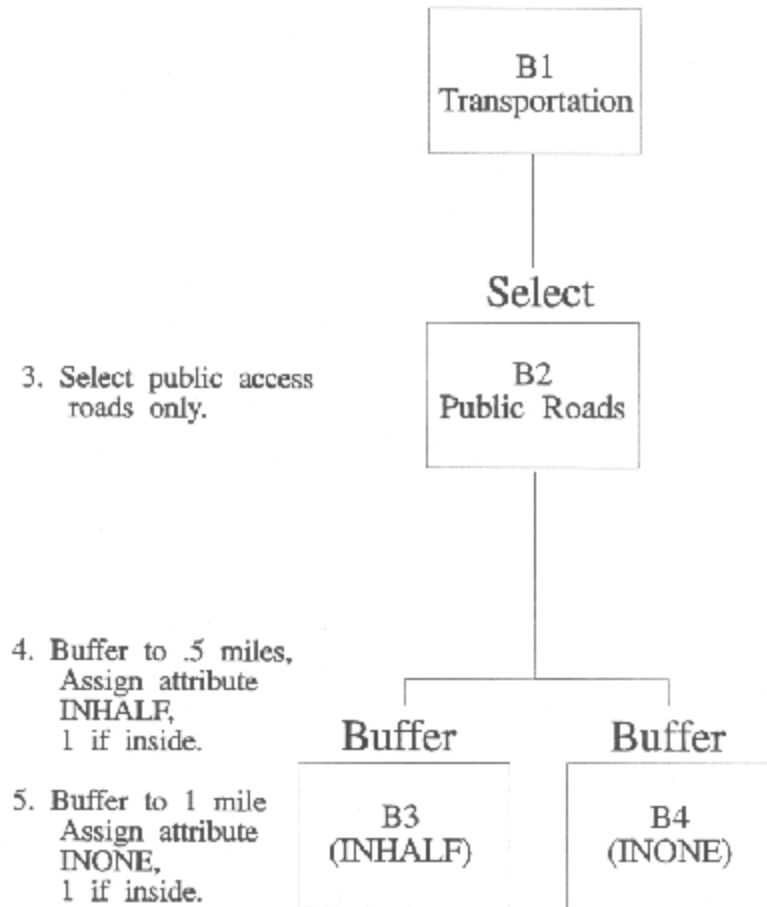 B1
Transportation
Select
3. Select public access
roads only.
B2
Public Roads
4. Buffer to .5 miles,
Assign attribute
INHALF,
1 if inside.
Buffer
Buffer
5. Buffer to 1 mile
Assign attribute
INONE,
1 if inside.
B3
(INHALF)
B4
(INONE)